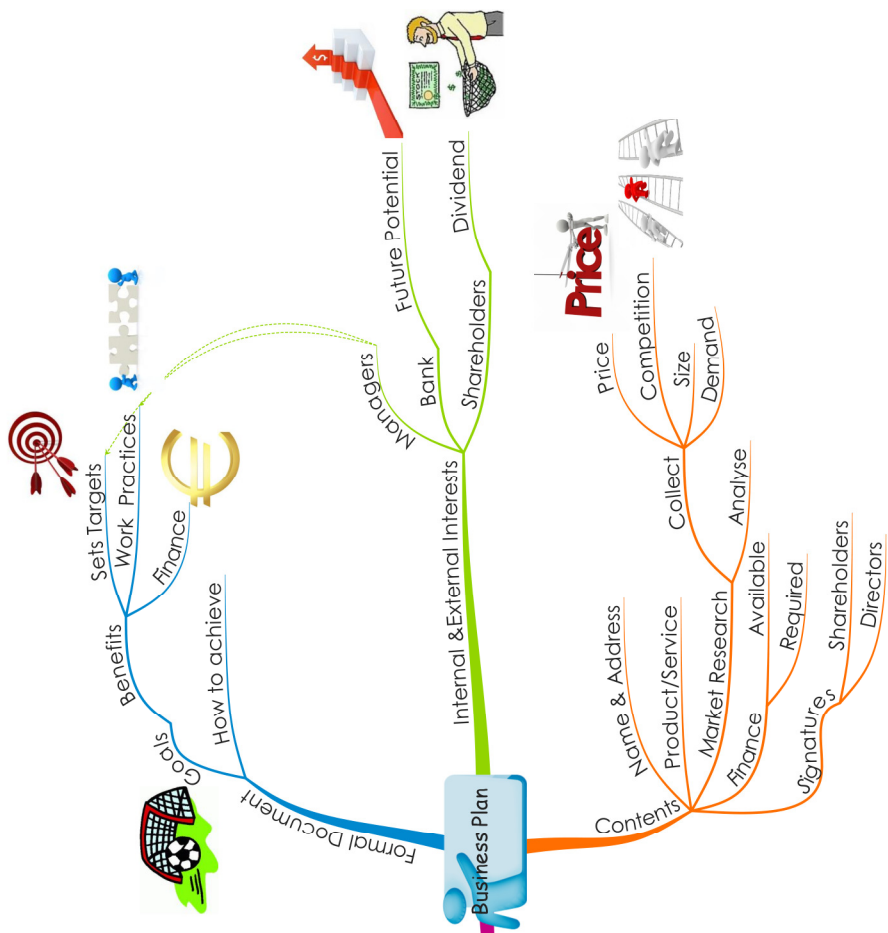 Business Plan
Formal Document
Goals
Benefits
Sets Targets
Work Practices
Finance
How to achieve
Internal &External Interests
Managers
Bank
Future Potential
Shareholders
Dividend
STOCK
Contents
Name & Address
Product/Service
Market Research
Collect
Price
Competition
Size
Demand
Analyse
Finance
Available
Required
Signatures
Shareholders
Directors
Price
$
$
$